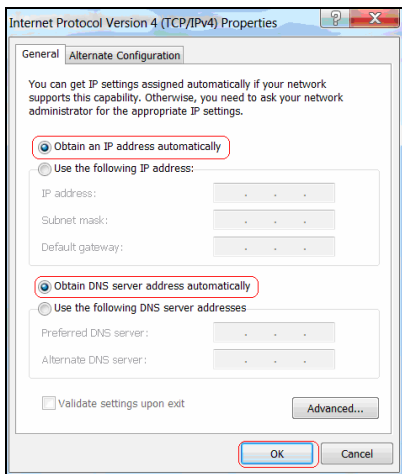 Internet Protocol Version 4 (TCP/IPv4) Properties
General
Alternate Configuration
You can get IP settings assigned automatically if your network
supports this capability. Otherwise, you need to ask your network
administrator for the appropriate IP settings.
Obtain an IP address automatically
Use the following IP address:
IP address:
Subnet mask:
Default gateway:
Obtain DNS server address automatically
Use the following DNS server addresses
Preferred DNS server:
Alternate DNS server:
Validate settings upon exit
Advanced...
OK
Cancel